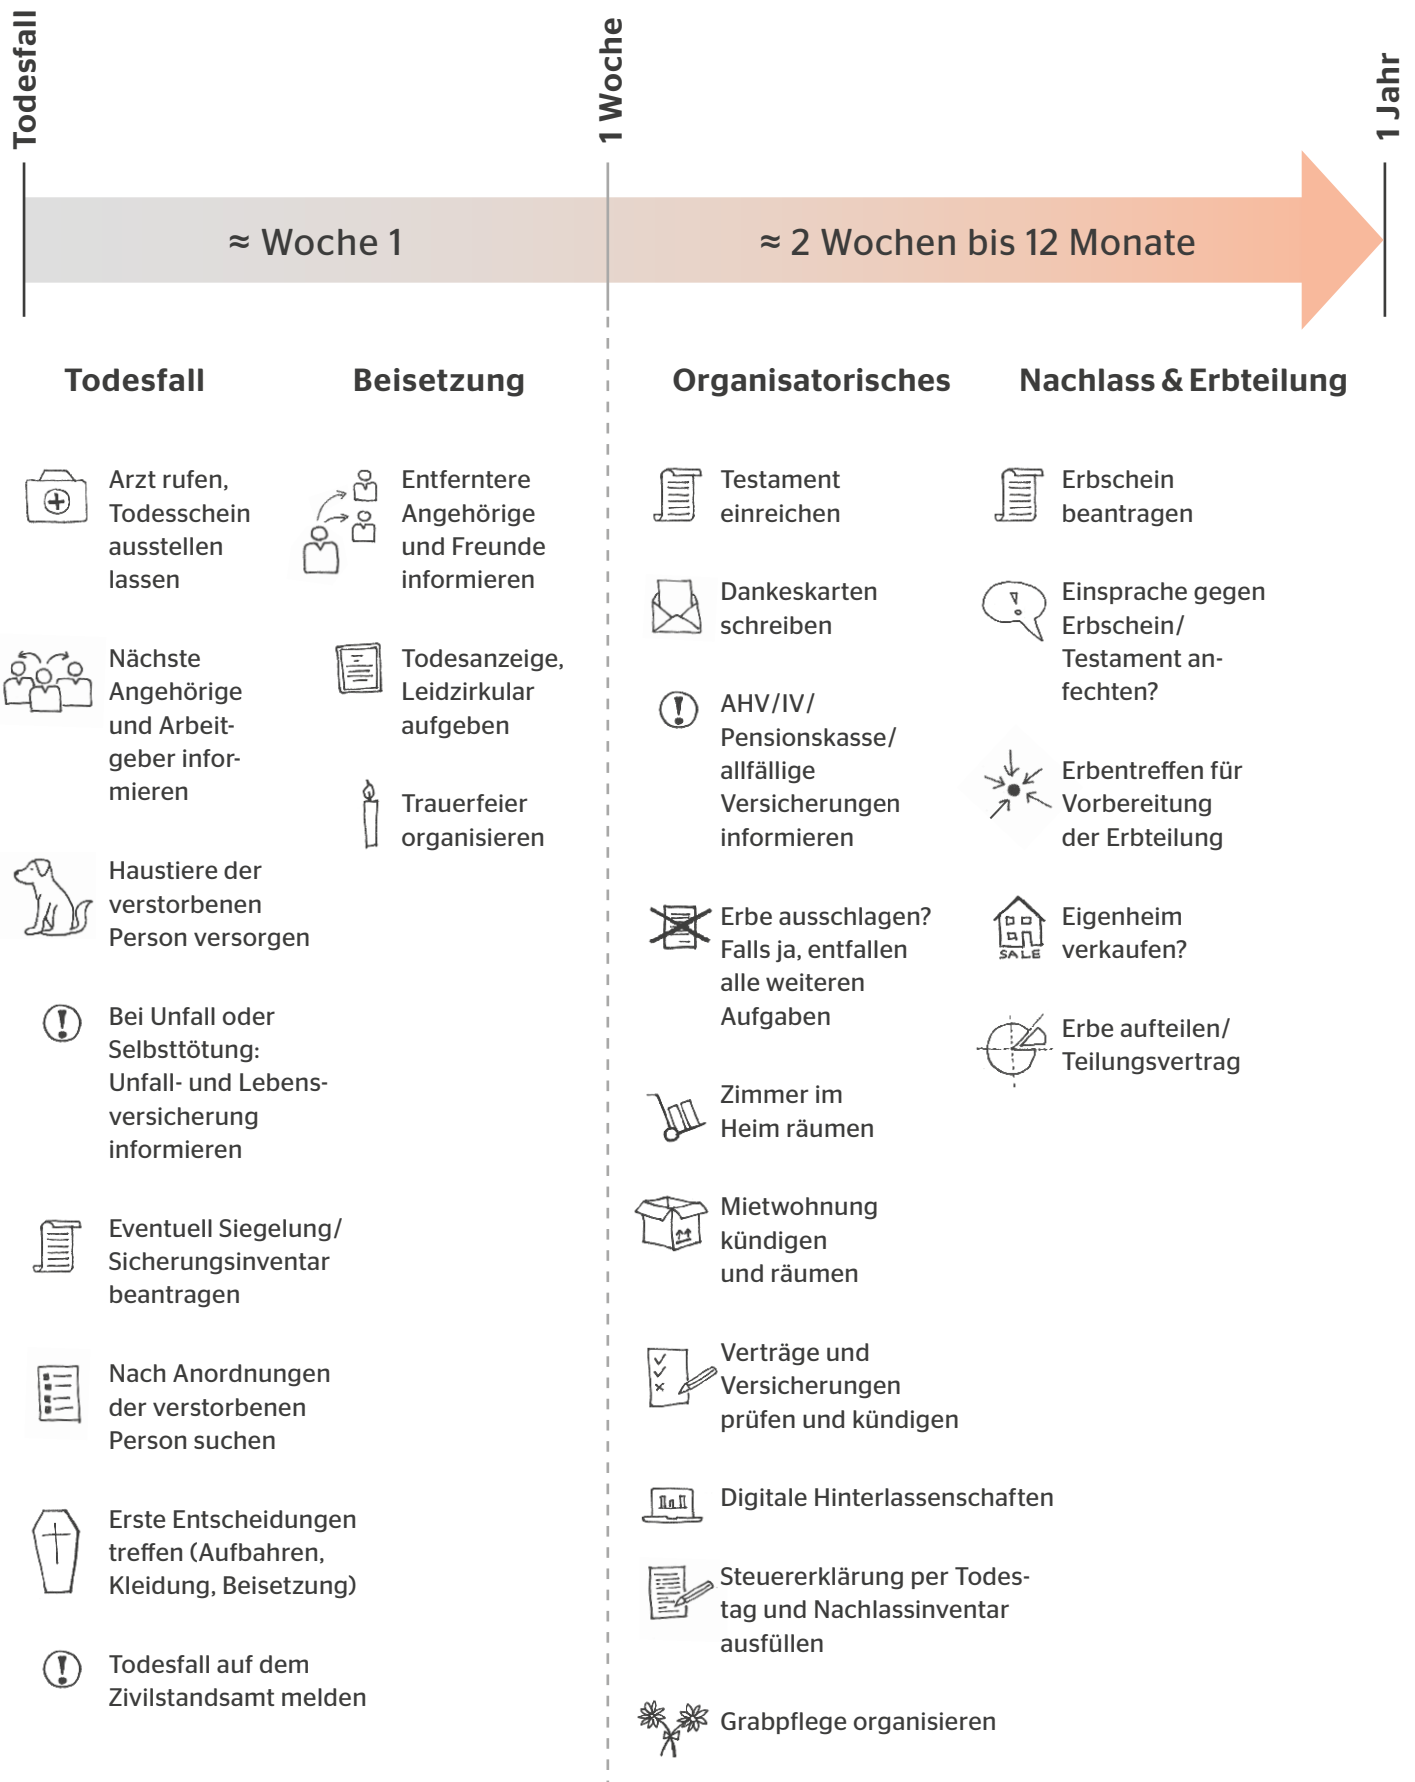 Todesfall
1 Woche
1 Jahr
≈ Woche 1
≈ 2 Wochen bis 12 Monate
Todesfall
Arzt rufen,
Todesschein
ausstellen
lassen
Nächste
Angehörige
und Arbeit-
geber infor-
mieren
Haustiere der
verstorbenen
Person versorgen
Bei Unfall oder
Selbsttötung:
Unfall- und Lebens-
versicherung
informieren
Eventuell Siegelung/
Sicherungsinventar
beantragen
Nach Anordnungen
der verstorbenen
Person suchen
Erste Entscheidungen
treffen (Aufbahren,
Kleidung, Beisetzung)
Todesfall auf dem
Zivilstandsamt melden
Beisetzung
Entferntere
Angehörige
und Freunde
informieren
Todesanzeige,
Leidzirkular
aufgeben
Trauerfeier
organisieren
Organisatorisches
Testament
einreichen
Dankeskarten
schreiben
AHV/IV/
Pensionskasse/
allfällige
Versicherungen
informieren
Erbe ausschlagen?
Falls ja, entfallen
alle weiteren
Aufgaben
Zimmer im
Heim räumen
Mietwohnung
kündigen
und räumen
Verträge und
Versicherungen
prüfen und kündigen
Digitale Hinterlassenschaften
Steuererklärung per Todes-
tag und Nachlassinventar
ausfüllen
Grabpflege organisieren
Nachlass & Erbteilung
Erbschein
beantragen
Einsprache gegen
Erbschein/
Testament an-
fechten?
Erbentreffen für
Vorbereitung
der Erbteilung
SALE
Eigenheim
verkaufen?
Erbe aufteilen/
Teilungsvertrag